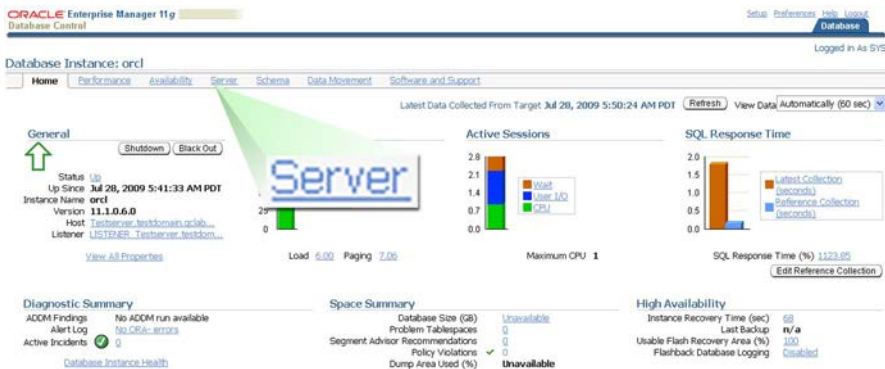 ORACLE Enterprise Manager 11g
Database Control
Setup Preferences Help Logout
Database
Logged in As SYS
Database Instance: orcl
Home Performance Availability Server Schema Data Movement Software and Support
Latest Data Collected From Target Jul 28, 2009 5:50:24 AM PDT Refresh View Data Automatically (60 sec)
General
Shutdown Black Out
Status Up
Up Since Jul 28, 2009 5:41:33 AM PDT
Instance Name orcl
Version 11.1.0.6.0
Host Testserver.testdomain.qclab...
Listener LISTENER_Testserver.testdom...
View All Properties
Server
25
0
Load 6.00 Paging 7.06
Active Sessions
2.8
2.1
1.4
0.7
0.0
Wait
User I/O
CPU
Maximum CPU 1
SQL Response Time
2.0
1.5
1.0
0.5
0.0
Latest Collection (seconds)
Reference Collection (seconds)
SQL Response Time (%) 1123.85
Edit Reference Collection
Diagnostic Summary
ADDM Findings No ADDM run available
Alert Log No ORA- errors
Active Incidents 0
Database Instance Health
Space Summary
Database Size (GB) Unavailable
Problem Tablespaces 0
Segment Advisor Recommendations 0
Policy Violations 0
Dump Area Used (%) Unavailable
High Availability
Instance Recovery Time (sec) 68
Last Backup n/a
Usable Flash Recovery Area (%) 100
Flashback Database Logging Disabled